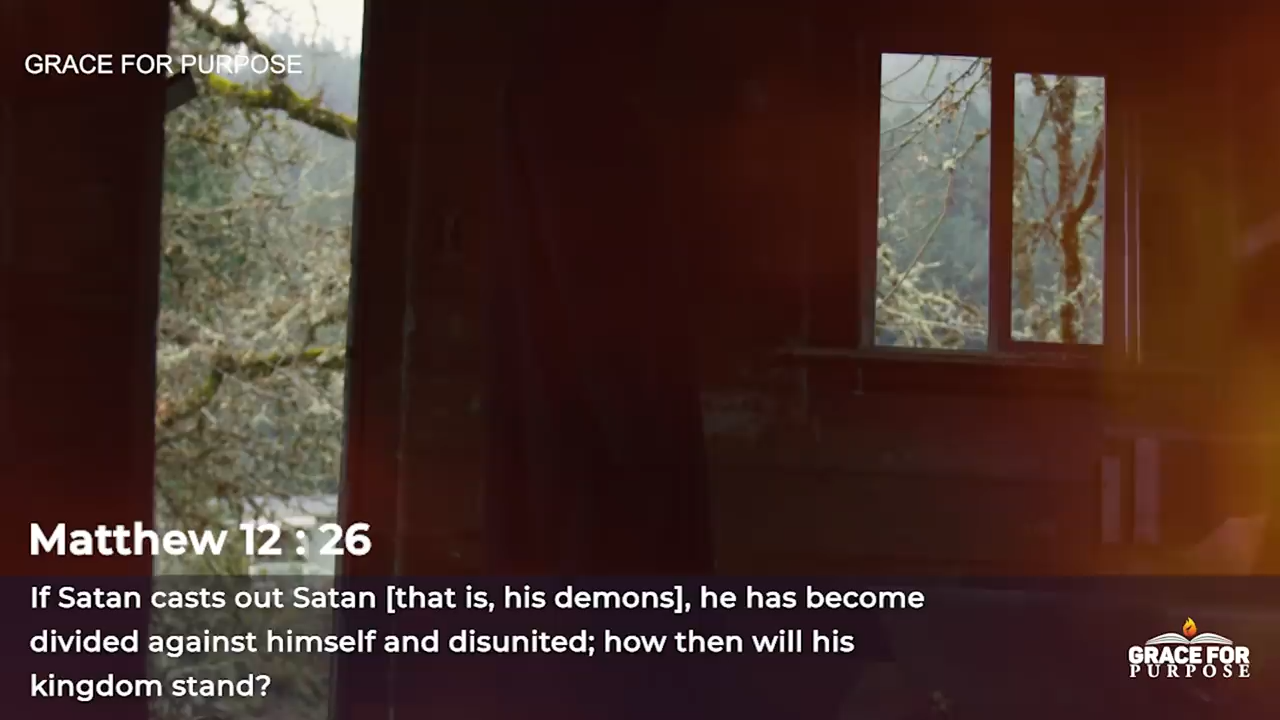 GRACE FOR PURPOSE
Matthew 12 : 26
If Satan casts out Satan [that is, his demons], he has become
divided against himself and disunited; how then will his
kingdom stand?
GRACE FOR
PURPOSE